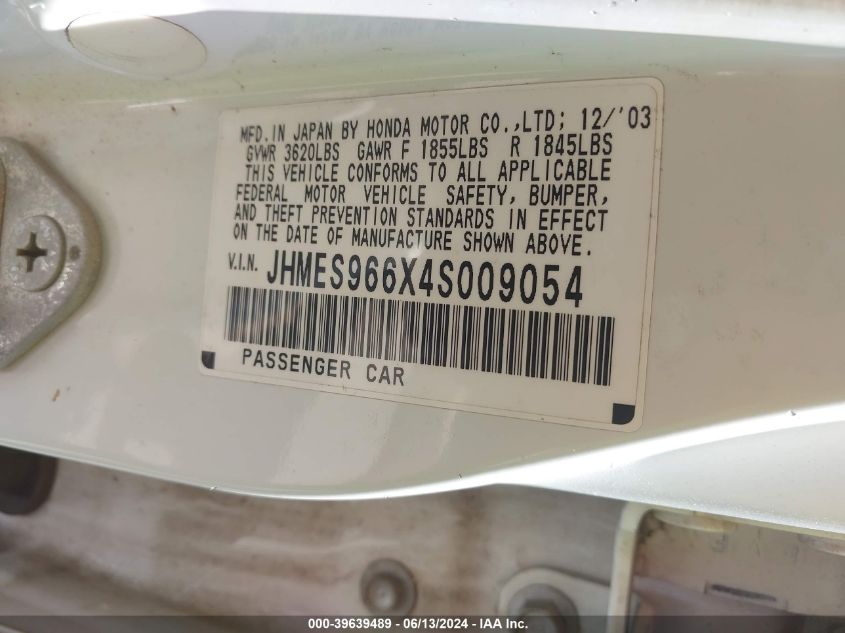 MFD.IN JAPAN BY HONDA MOTOR CO.,LTD; 12/'03
GVWR 3620LBS GAWR F 1855LBS R 1845LBS
THIS VEHICLE CONFORMS TO ALL APPLICABLE
FEDERAL MOTOR VEHICLE SAFETY, BUMPER,
AND THEFT PREVENTION STANDARDS IN EFFECT
ON THE DATE OF MANUFACTURE SHOWN ABOVE.
V.I.N. JHMES966X4S009054
PASSENGER CAR
000-39639489 - 06/13/2024 - IAA Inc.